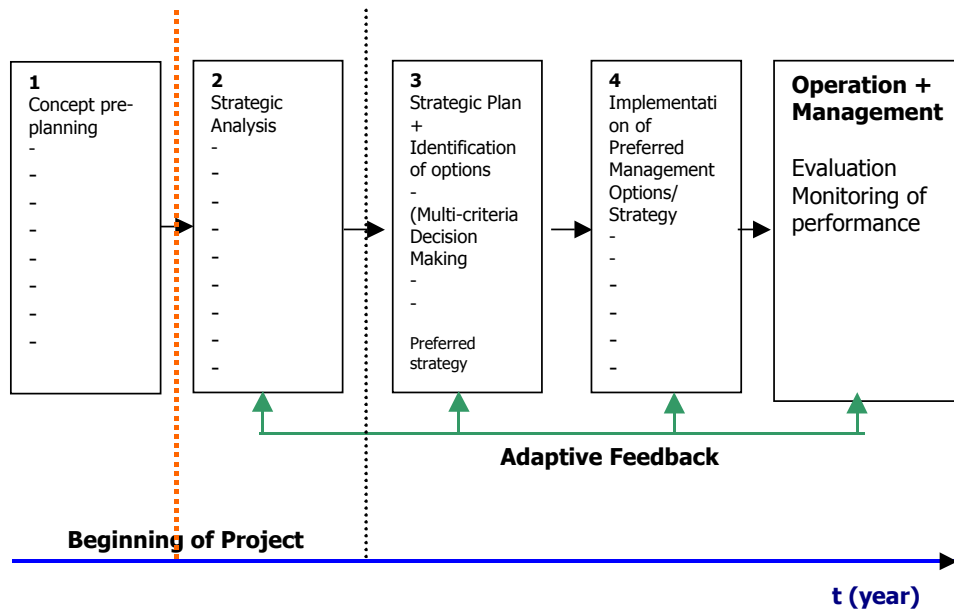 1
Concept pre-
planning
-
-
-
-
-
-
-
-
2
Strategic
Analysis
-
-
-
-
-
-
-
-
-
3
Strategic Plan
+
Identification
of options
-
(Multi-criteria
Decision
Making
-
-
Preferred
strategy
4
Implementati
on of
Preferred
Management
Options/
Strategy
-
-
-
-
-
-
Operation +
Management
Evaluation
Monitoring of
performance
Adaptive Feedback
Beginning of Project
t (year)